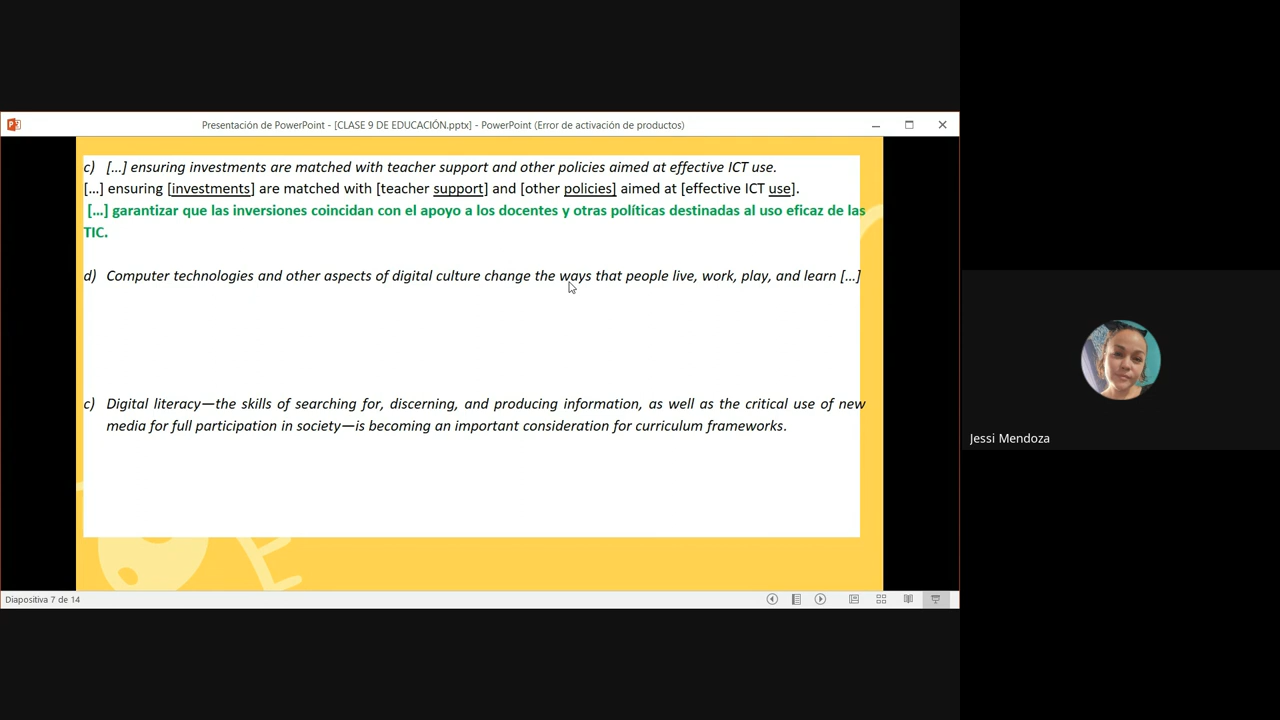 Presentación de PowerPoint - [CLASE 9 DE EDUCACIÓN.pptx] - PowerPoint (Error de activación de productos)
c) [...] ensuring investments are matched with teacher support and other policies aimed at effective ICT use.
[...] ensuring [investments] are matched with [teacher support] and [other policies] aimed at [effective ICT use].
[...] garantizar que las inversiones coincidan con el apoyo a los docentes y otras políticas destinadas al uso eficaz de las
TIC.
d) Computer technologies and other aspects of digital culture change the ways that people live, work, play, and learn [...]
c) Digital literacy—the skills of searching for, discerning, and producing information, as well as the critical use of new
media for full participation in society—is becoming an important consideration for curriculum frameworks.
Jessi Mendoza
Diapositiva 7 de 14